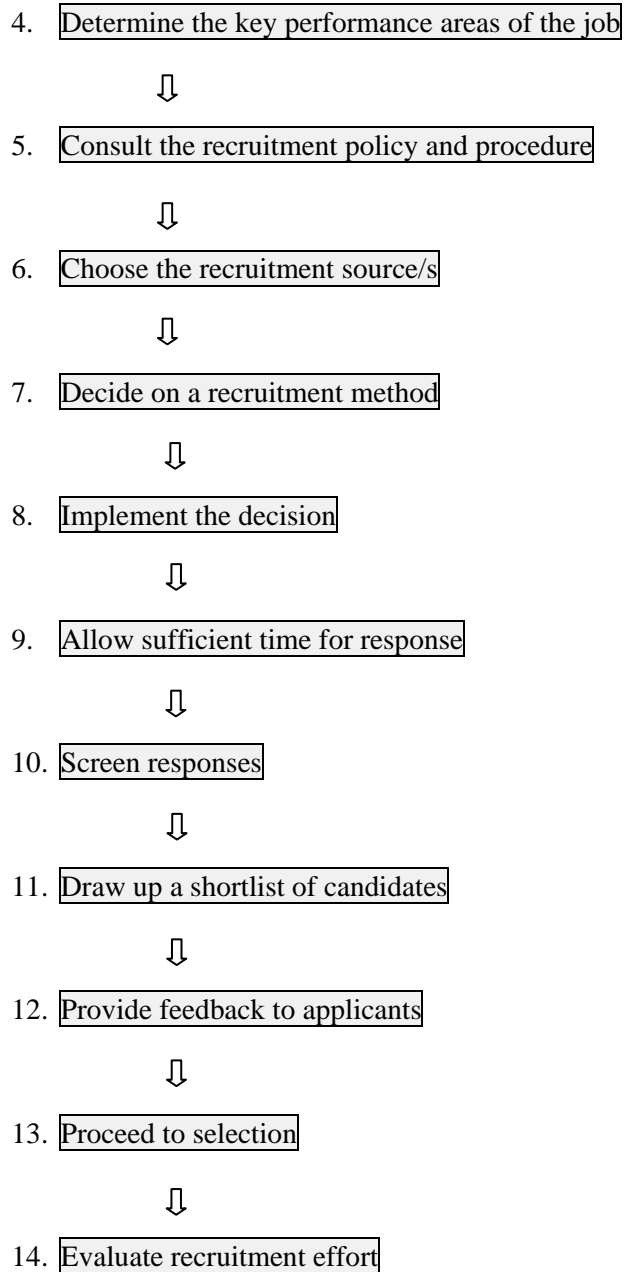 4. Determine the key performance areas of the job
⇩
5. Consult the recruitment policy and procedure
⇩
6. Choose the recruitment source/s
⇩
7. Decide on a recruitment method
⇩
8. Implement the decision
⇩
9. Allow sufficient time for response
⇩
10. Screen responses
⇩
11. Draw up a shortlist of candidates
⇩
12. Provide feedback to applicants
⇩
13. Proceed to selection
⇩
14. Evaluate recruitment effort